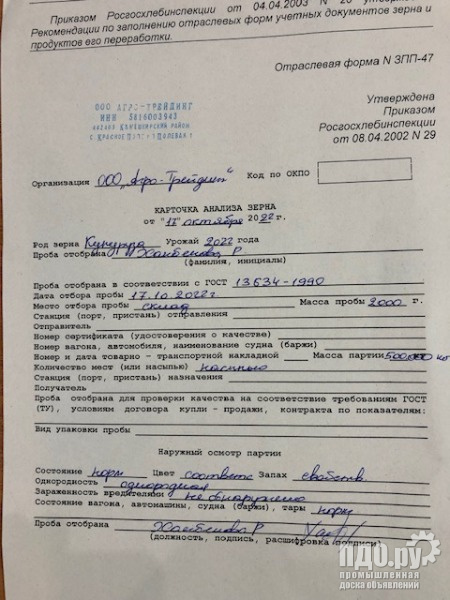 Приказом Росгосхлебинспекции от 04.04.2003 N 20
Рекомендации по заполнению отраслевых форм учетных документов зерна и
продуктов его переработки.
Отраслевая форма N ЗПП-47
ООО АГРО-ТРЕЙДИНГ
ИНН 3816003943
Утверждена
Приказом
Росгосхлебинспекции
от 08.04.2002 N 29
Организация ООО "Агро-Трейдинг" Код по ОКПО
КАРТОЧКА АНАЛИЗА ЗЕРНА
от "17" октября 2022 г.
Род зерна Кукуруза Урожай 2022 года
Проба отобрана
(фамилия, инициалы)
Проба отобрана в соответствии с ГОСТ 13634-1990
Дата отбора пробы 17.10.2022г
Место отбора пробы склад Масса пробы 2000 г.
Станция (порт, пристань) отправления
Отправитель
Номер сертификата (удостоверения о качестве)
Номер вагона, автомобиля, наименование судна (баржи)
Номер и дата товарно - транспортной накладной Масса партии кг
Количество мест (или насыпью) насыпью
Станция (порт, пристань) назначения
Получатель
Проба отобрана для проверки качества на соответствие требованиям ГОСТ
(ТУ), условиям договора купли - продажи, контракта по показателям:
Вид упаковки пробы
Наружный осмотр партии
Состояние норм Цвет соответс Запах свойств.
Однородность однородная
Зараженность вредителями не обнаружено
Состояние вагона, автомашины, судна (баржи), тары норм
Проба отобрана
(должность, подпись, расшифровка подписи)
ПДО.ру
промышленная
доска объявлений